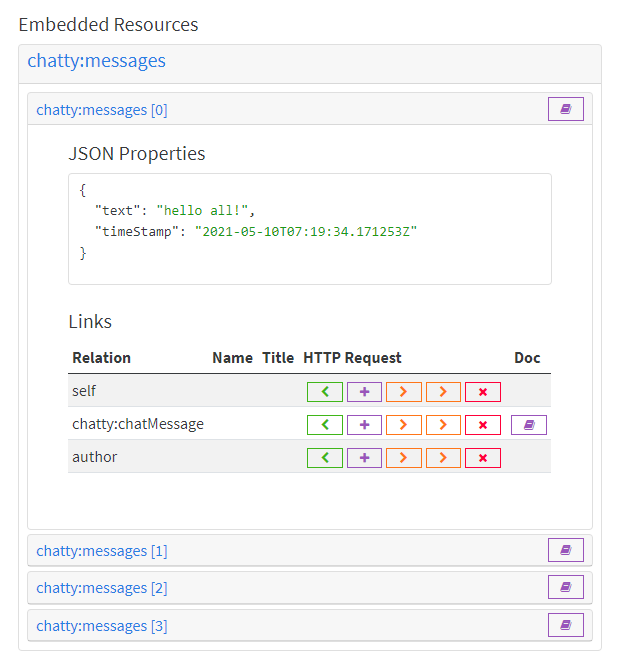 Embedded Resources
chatty:messages
chatty:messages [0]
JSON Properties
{
"text": "hello all!",
"timeStamp": "2021-05-10T07:19:34.171253Z"
}
Links
Relation Name Title HTTP Request Doc
self
chatty:chatMessage
author
chatty:messages [1]
chatty:messages [2]
chatty:messages [3]